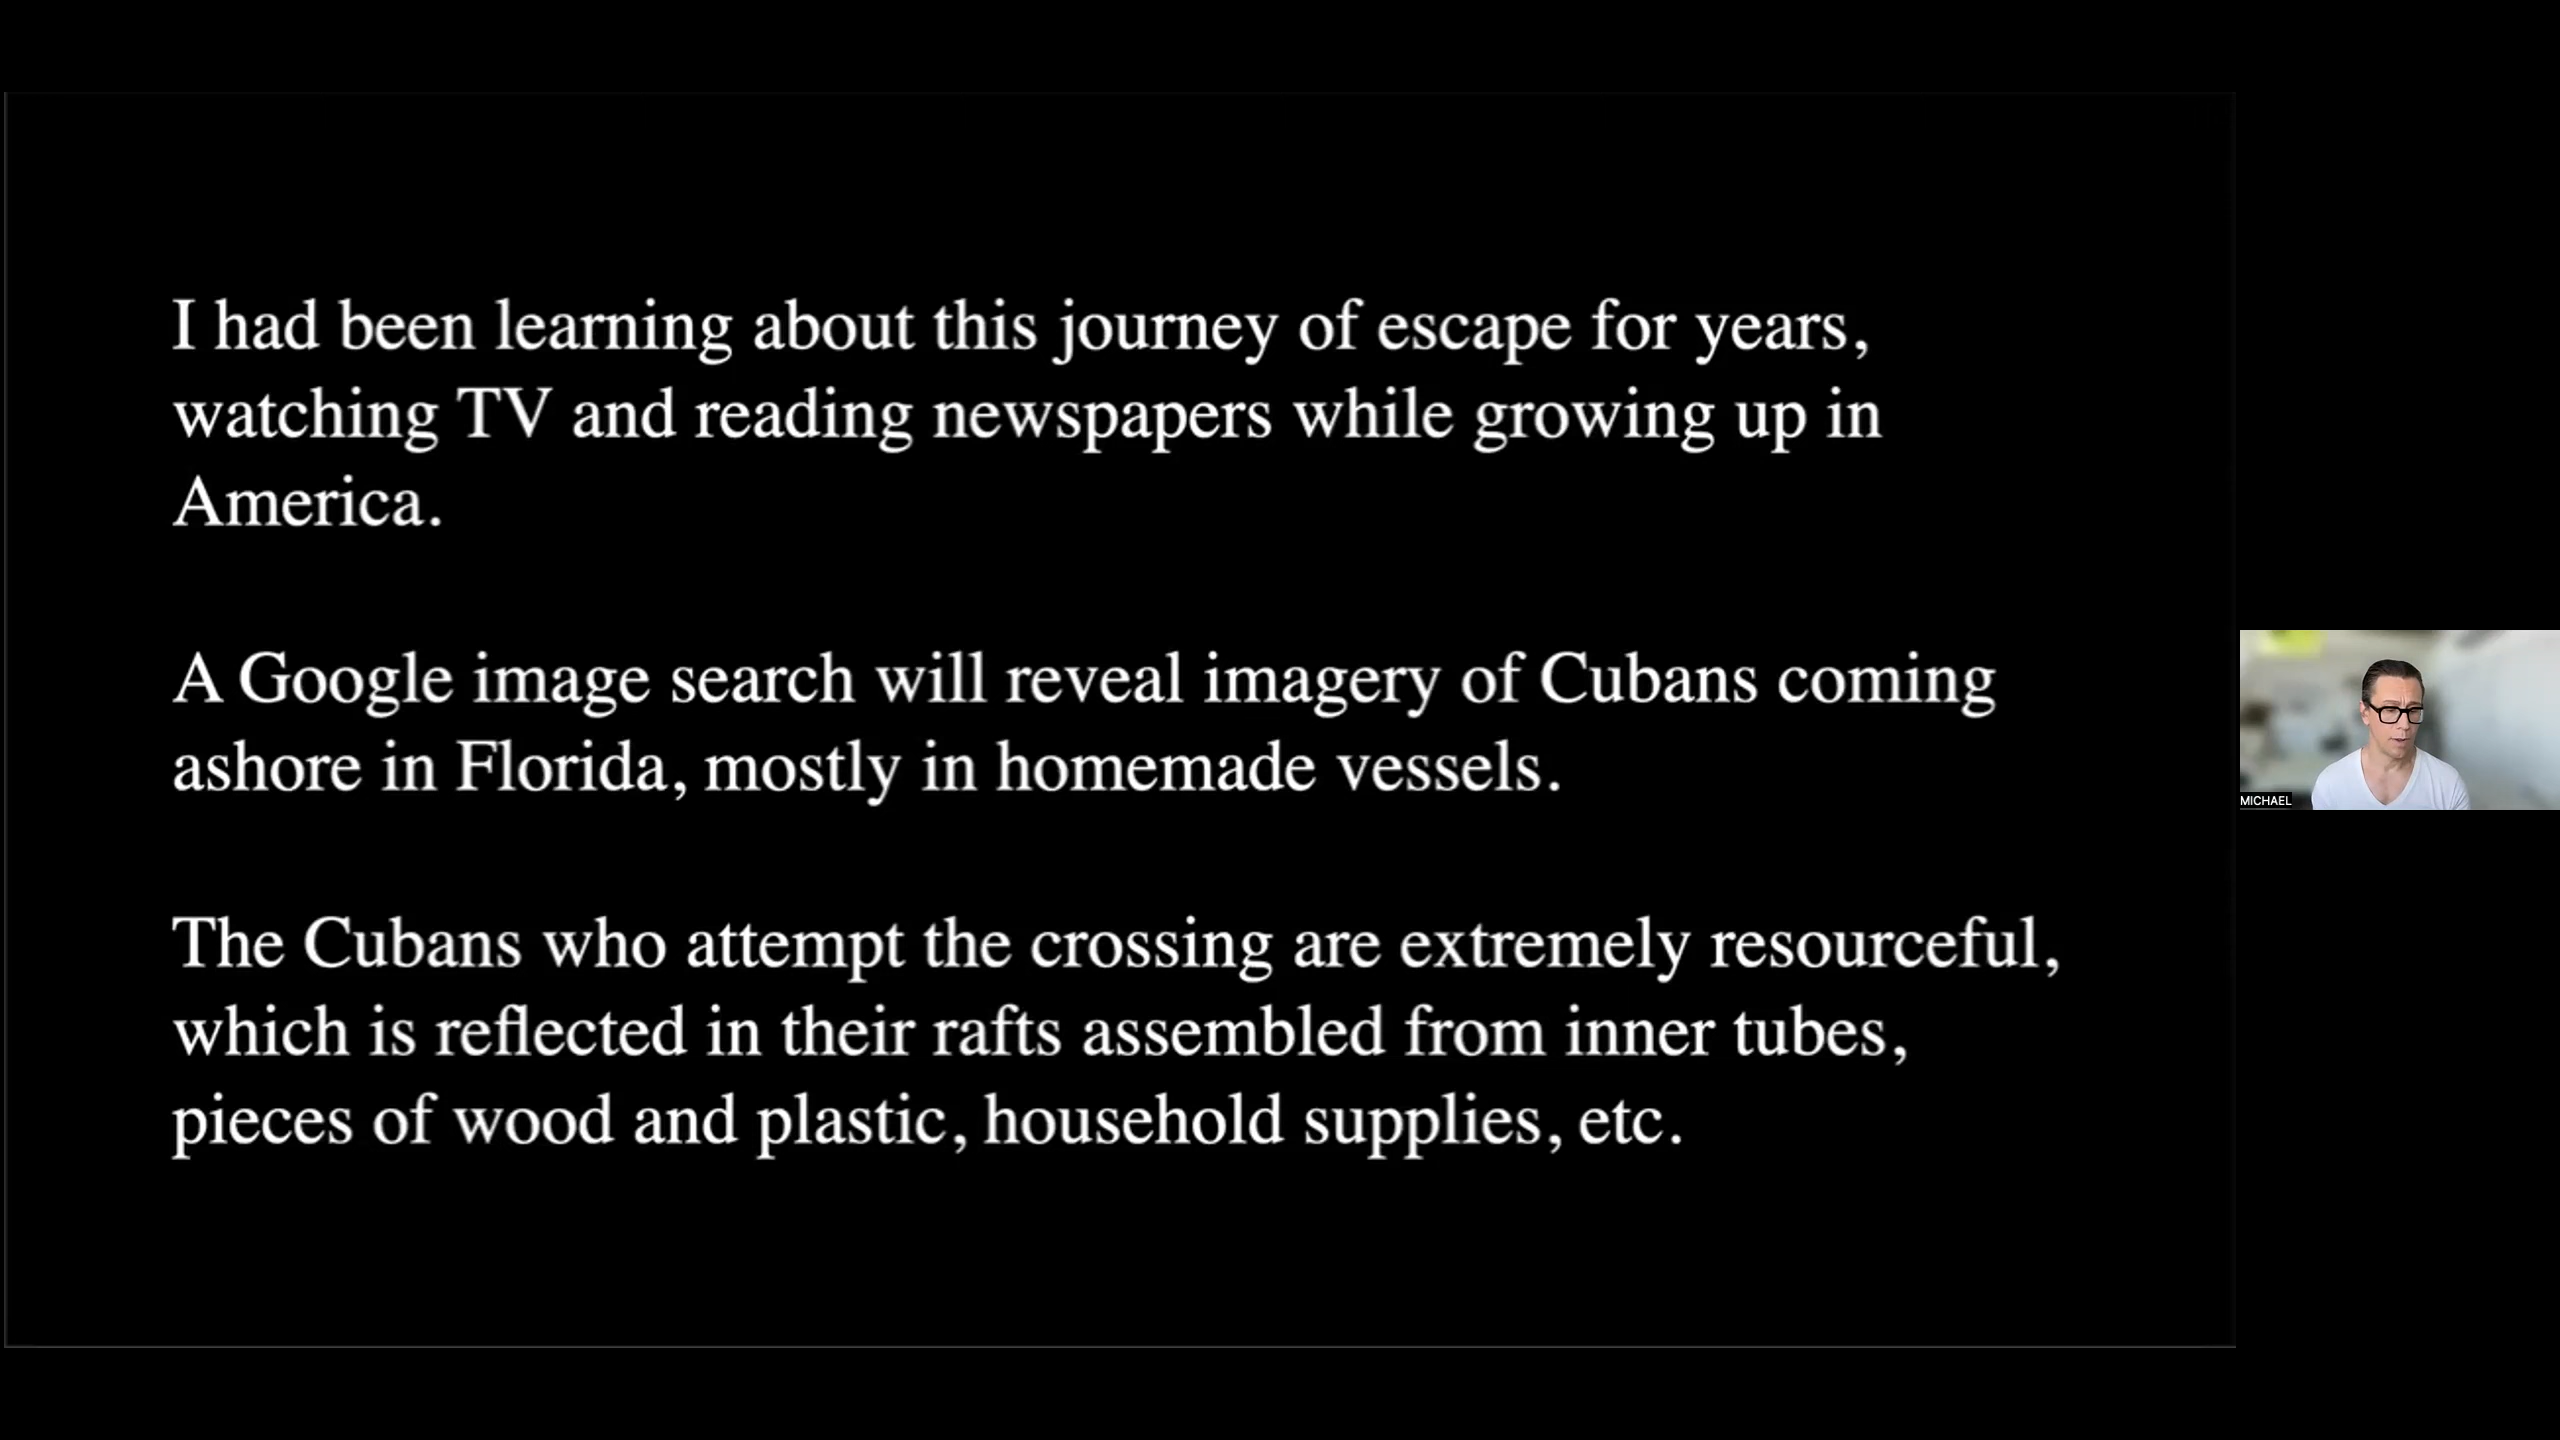 I had been learning about this journey of escape for years,
watching TV and reading newspapers while growing up in
America.
A Google image search will reveal imagery of Cubans coming
ashore in Florida, mostly in homemade vessels.
The Cubans who attempt the crossing are extremely resourceful,
which is reflected in their rafts assembled from inner tubes,
pieces of wood and plastic, household supplies, etc.
MICHAEL